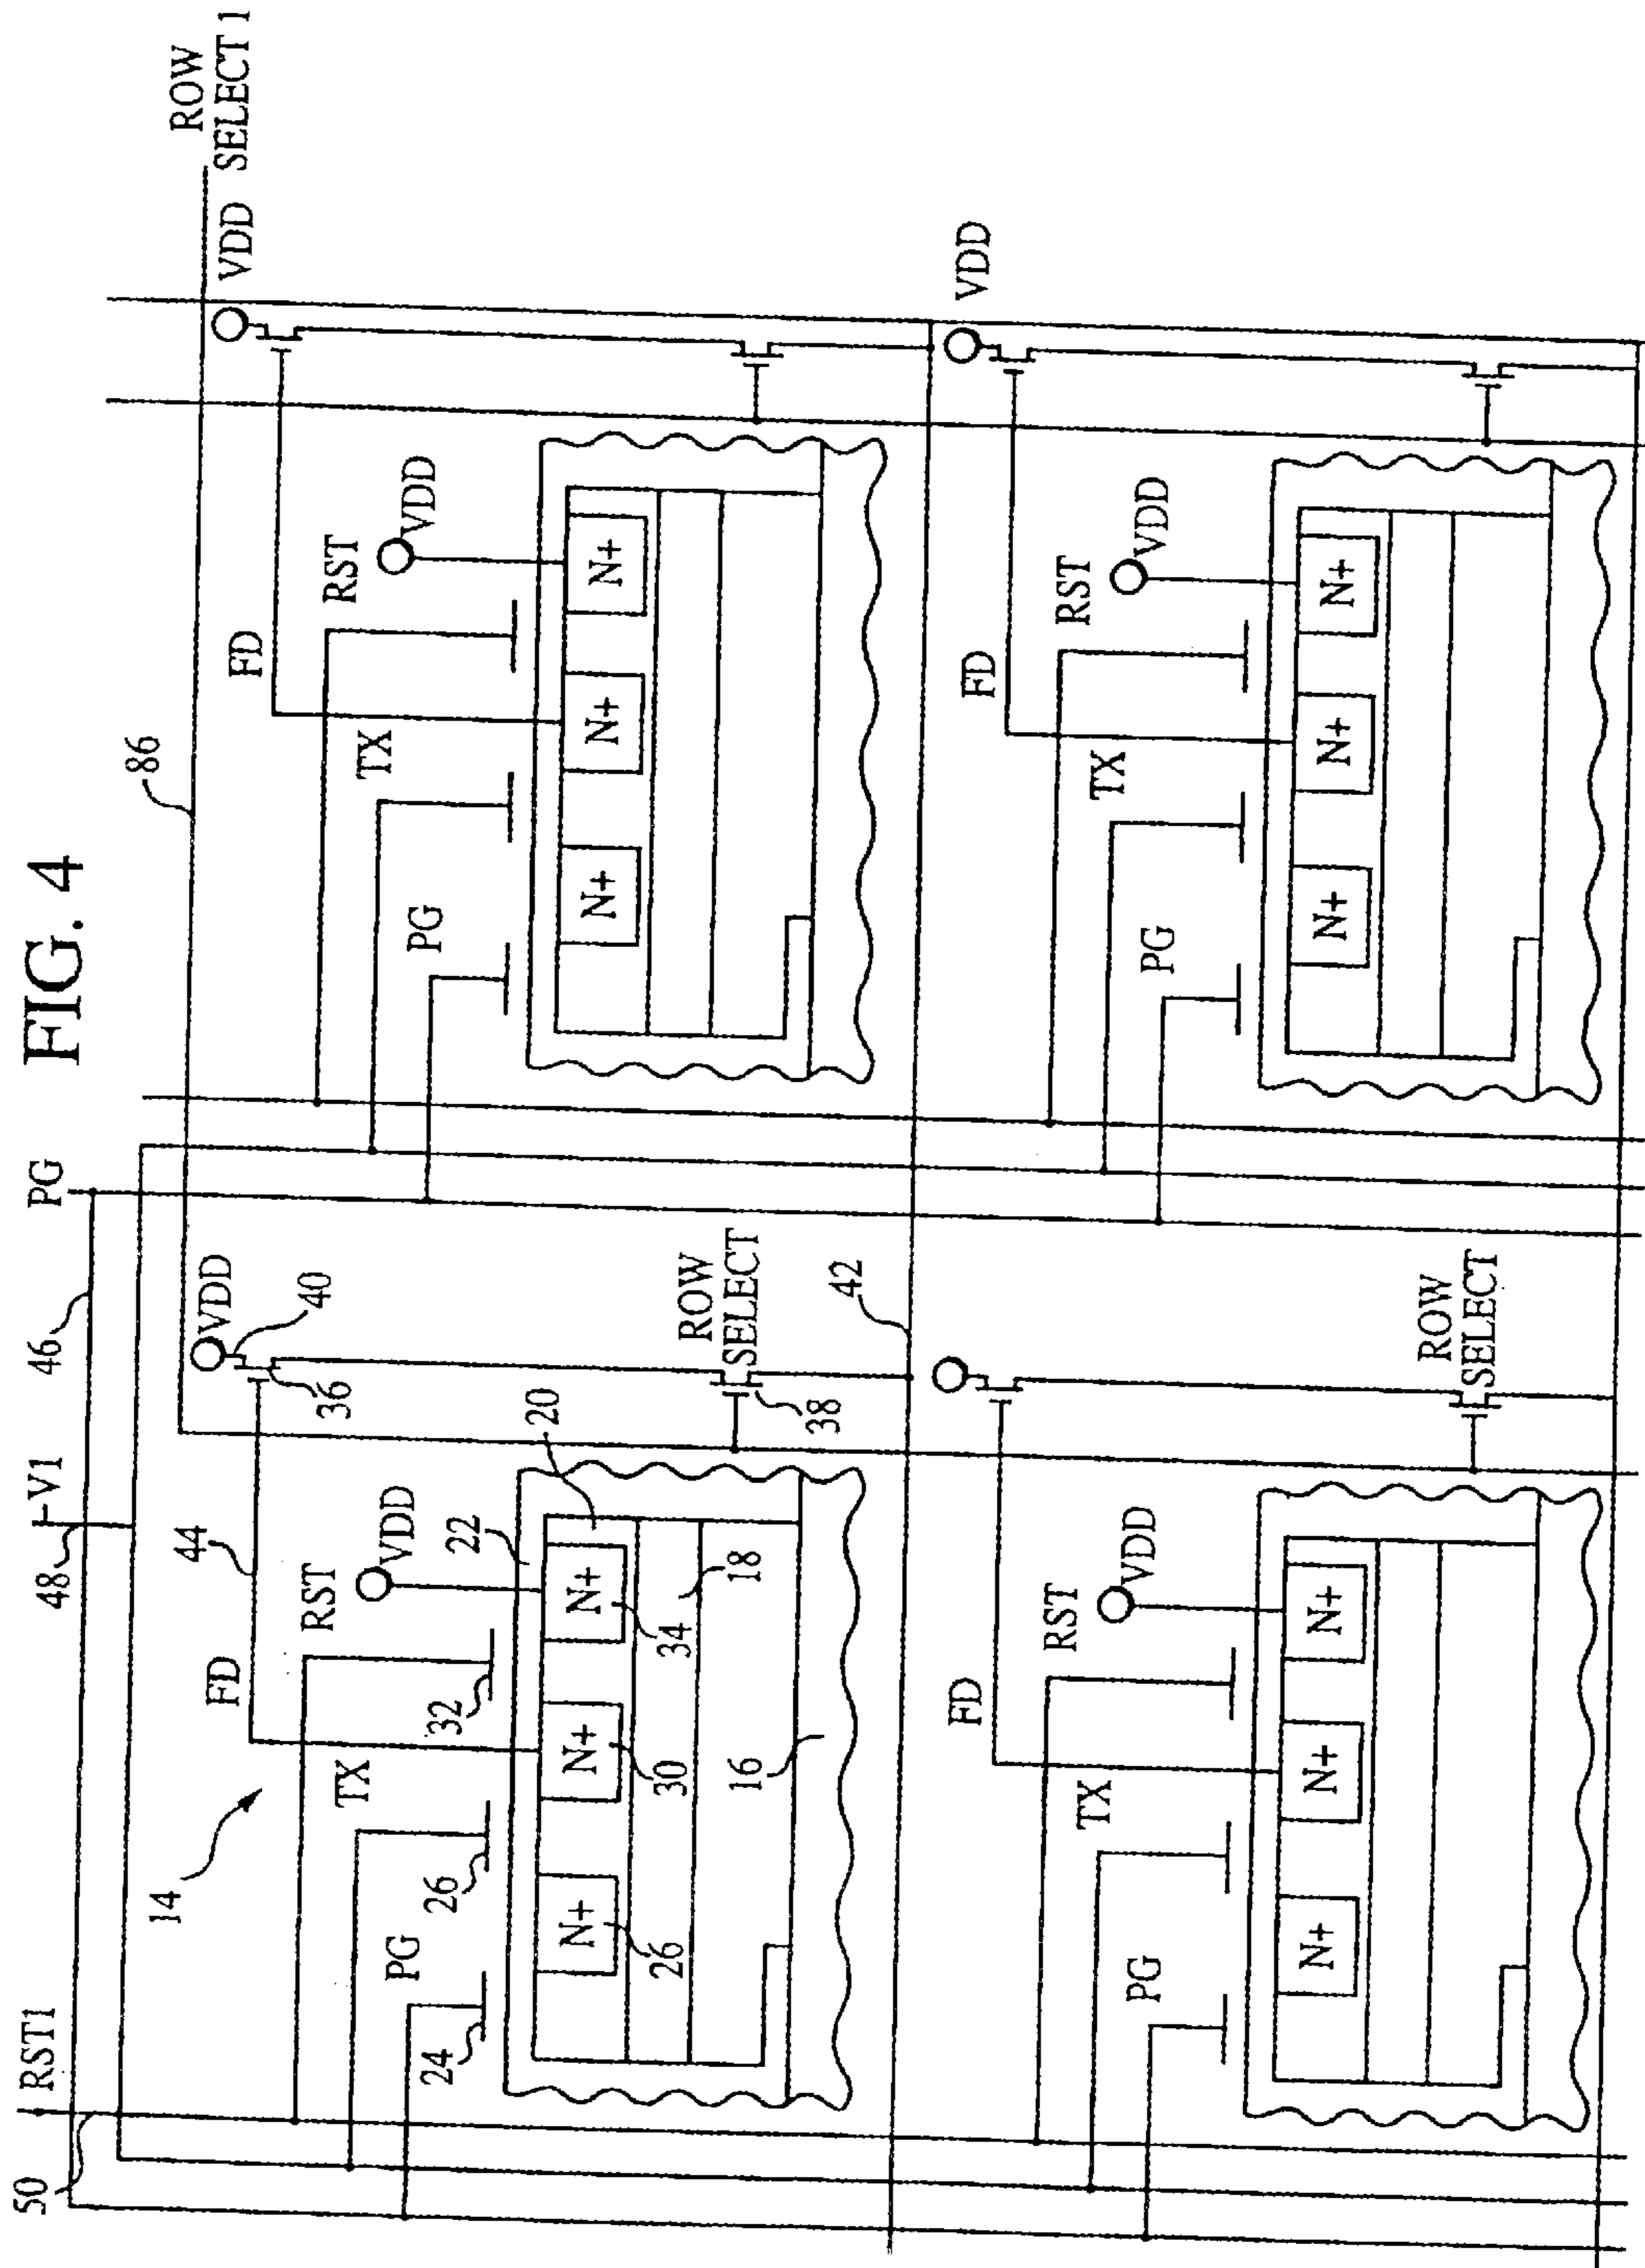 FIG. 4
50
RST1
48
V1
46
PG
86
ROW
SELECT 1
14
44
VDD
40
36
FD
RST
VDD
TX
PG
24
26
32
22
20
N+
N+
N+
26
30
34
18
16
ROW
SELECT
38
42
VDD
FD
RST
VDD
TX
PG
N+
N+
N+
FD
RST
VDD
TX
PG
N+
N+
N+
ROW
SELECT
VDD
FD
RST
VDD
TX
PG
N+
N+
N+